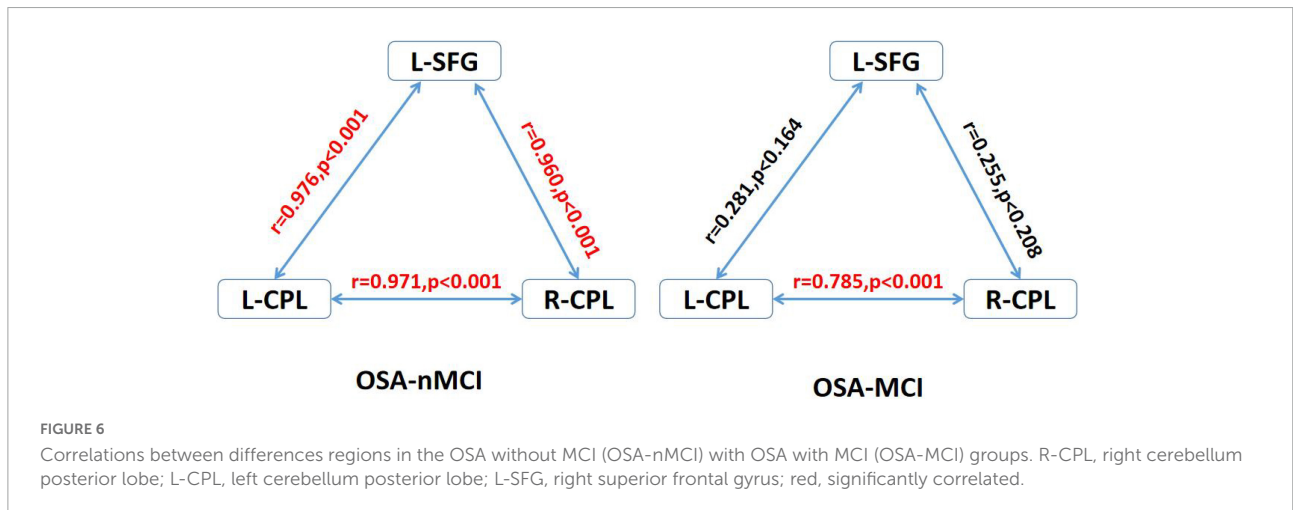 L-SFG
r=0.976,p<0.001
r=0.960,p<0.001
L-CPL
r=0.971,p<0.001
R-CPL
OSA-nMCI
L-SFG
r=0.281,p<0.164
r=0.255,p<0.208
L-CPL
r=0.785,p<0.001
R-CPL
OSA-MCI
FIGURE 6
Correlations between differences regions in the OSA without MCI (OSA-nMCI) with OSA with MCI (OSA-MCI) groups. R-CPL, right cerebellum
posterior lobe; L-CPL, left cerebellum posterior lobe; L-SFG, right superior frontal gyrus; red, significantly correlated.